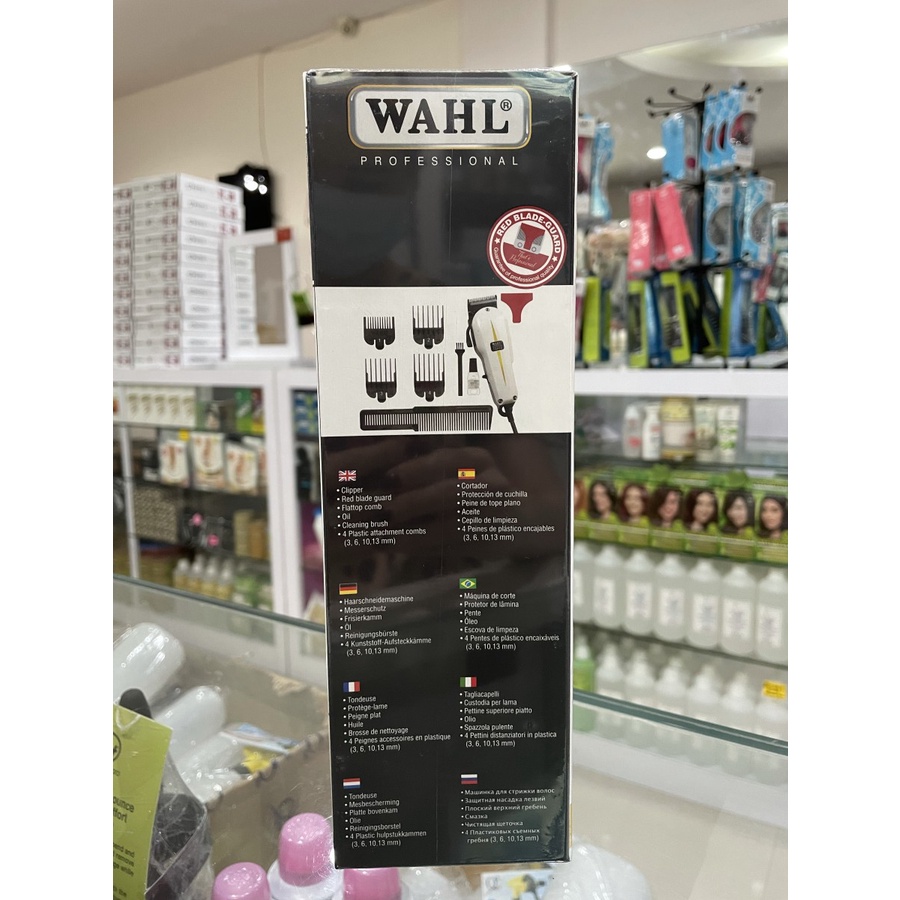 WAHL®
PROFESSIONAL
RED BLADE-GUARD
Guarantee of professional quality
• Clipper
• Red blade guard
• Flattop comb
• Oil
• Cleaning brush
• 4 Plastic attachment combs
(3, 6, 10,13 mm)
• Cortador
• Protección de cuchilla
• Peine de tope plano
• Aceite
• Cepillo de limpieza
• 4 Peines de plástico encajables
(3, 6, 10,13 mm)
• Haarschneidemaschine
• Messerschutz
• Frisierkamm
• Öl
• Reinigungsbürste
• 4 Kunststoff-Aufsteckkämme
(3, 6, 10,13 mm)
• Máquina de corte
• Protetor de lâmina
• Pente
• Óleo
• Escova de limpeza
• 4 Pentes de plástico encaixáveis
(3, 6, 10,13 mm)
• Tondeuse
• Protège-lame
• Peigne plat
• Huile
• Brosse de nettoyage
• 4 Peignes accessoires en plastique
(3, 6, 10,13 mm)
• Tagliacapelli
• Custodia per lama
• Pettine superiore piatto
• Olio
• Spazzola pulente
• 4 Pettini distanziatori in plastica
(3, 6, 10,13 mm)
• Tondeuse
• Mesbescherming
• Platte bovenkam
• Olie
• Reinigingsborstel
• 4 Plastic hulpstukkammen
(3, 6, 10,13 mm)
• Машинка для стрижки волос
• Защитная насадка лезвий
• Плоский верхний гребень
• Смазка
• Чистящая щеточка
• 4 Пластиковых съемных
гребня (3, 6, 10,13 mm)